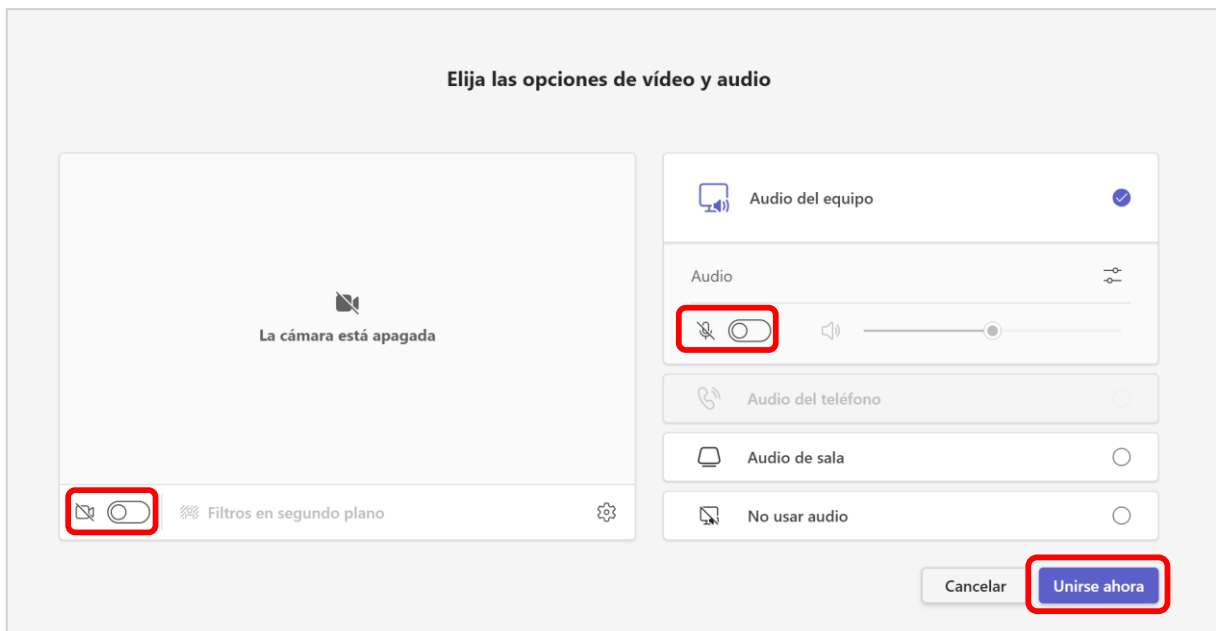 Elija las opciones de vídeo y audio
La cámara está apagada
Filtros en segundo plano
Audio del equipo
Audio
Audio del teléfono
Audio de sala
No usar audio
Cancelar
Unirse ahora